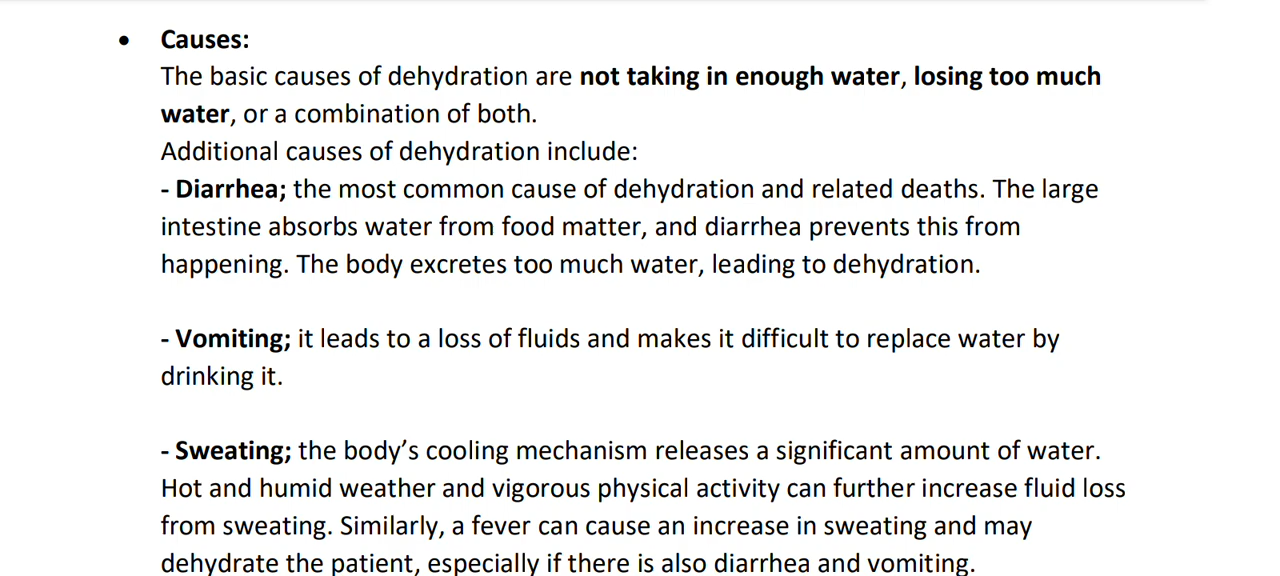 • Causes:
The basic causes of dehydration are not taking in enough water, losing too much
water, or a combination of both.
Additional causes of dehydration include:
- Diarrhea; the most common cause of dehydration and related deaths. The large
intestine absorbs water from food matter, and diarrhea prevents this from
happening. The body excretes too much water, leading to dehydration.
- Vomiting; it leads to a loss of fluids and makes it difficult to replace water by
drinking it.
- Sweating; the body’s cooling mechanism releases a significant amount of water.
Hot and humid weather and vigorous physical activity can further increase fluid loss
from sweating. Similarly, a fever can cause an increase in sweating and may
dehydrate the patient, especially if there is also diarrhea and vomiting.